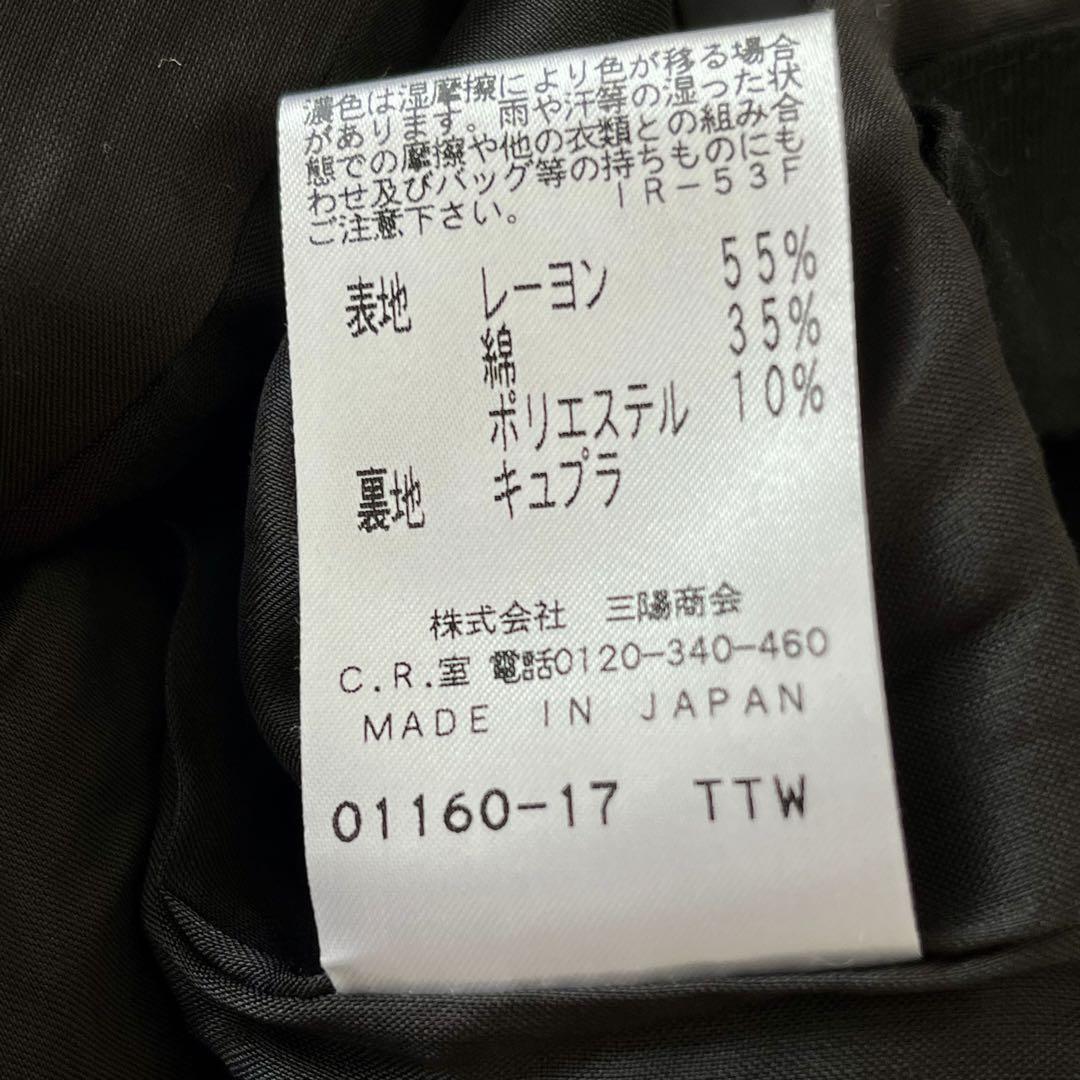 濃色は湿摩擦により色が移る場合
があります。雨や汗等の湿った状
態での摩擦や他の衣類との組み合
わせ及びバッグ等の持ちものにも
ご注意下さい。 IR-53F
表地 レーヨン 55%
綿 35%
ポリエステル 10%
裏地 キュプラ
株式会社 三陽商会
C.R.室 電話0120-340-460
MADE IN JAPAN
01160-17 TTW